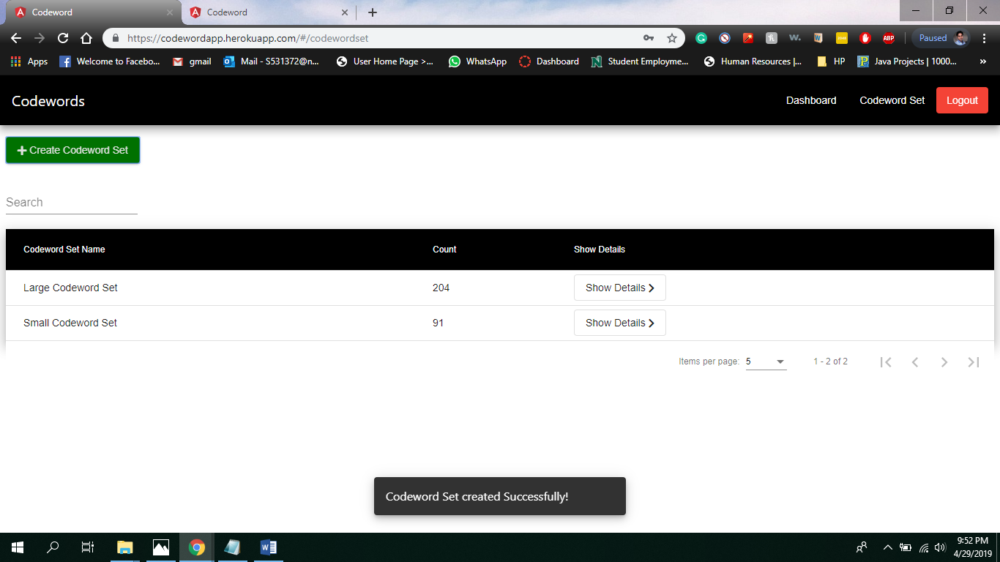 Codeword
Codeword
https://codewordapp.herokuapp.com/#/codewordset
Paused
Apps
Welcome to Facebo...
gmail
Mail - S531372@n...
User Home Page >...
WhatsApp
Dashboard
Student Employme...
Human Resources |...
HP
Java Projects | 1000...
»
Codewords
Dashboard
Codeword Set
Logout
+ Create Codeword Set
Search
Codeword Set Name Count Show Details
Large Codeword Set 204 Show Details
Small Codeword Set 91 Show Details
Items per page: 5 1 - 2 of 2
Codeword Set created Successfully!
9:52 PM
4/29/2019